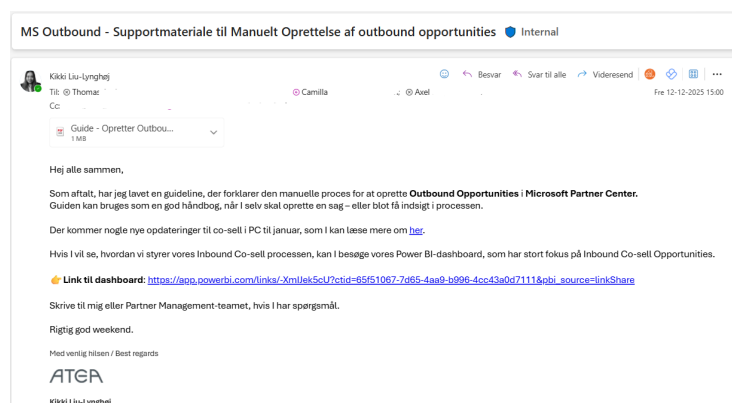 MS Outbound - Supportmateriale til Manuelt Oprettelse af outbound opportunities Internal
Kikki Liu-Lynghøj
Besvar Svar til alle Videresend
Til: Thomas Camilla Axel
Fre 12-12-2025 15:00
Cc:
Guide - Opretter Outbou...
1 MB
Hej alle sammen,
Som aftalt, har jeg lavet en guideline, der forklarer den manuelle proces for at oprette Outbound Opportunities i Microsoft Partner Center.
Guiden kan bruges som en god håndbog, når I selv skal oprette en sag – eller blot få indsigt i processen.
Der kommer nogle nye opdateringer til co-sell i PC til januar, som I kan læse mere om her.
Hvis I vil se, hvordan vi styrer vores Inbound Co-sell processen, kan I besøge vores Power BI-dashboard, som har stort fokus på Inbound Co-sell Opportunities.
👉 Link til dashboard: https://app.powerbi.com/links/-XmIJek5cU?ctid=65f51067-7d65-4aa9-b996-4cc43a0d7111&pbi_source=linkShare
Skrive til mig eller Partner Management-teamet, hvis I har spørgsmål.
Rigtig god weekend.
Med venlig hilsen / Best regards
ATEA
Kikki Liu-Lynghøj